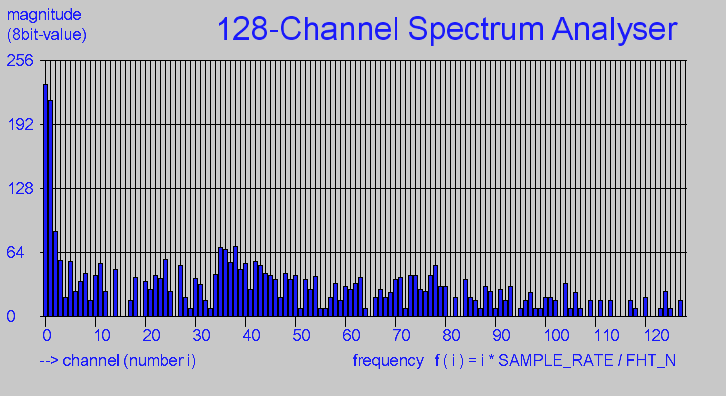 magnitude
(8bit-value)
128-Channel Spectrum Analyser
256
192
128
64
0
0 10 20 30 40 50 60 70 80 90 100 110 120
--> channel (number i)
frequency f ( i ) = i * SAMPLE_RATE / FHT_N